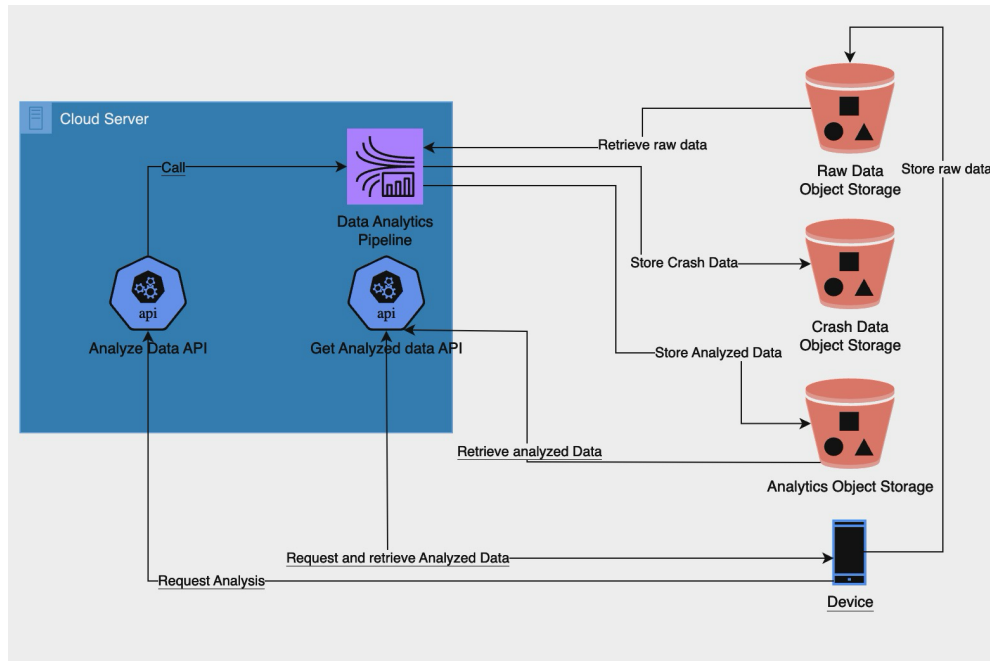 Cloud Server
Call
Retrieve raw data
Raw Data
Object Storage
Store raw data
Data Analytics
Pipeline
Store Crash Data
api
api
Analyze Data API
Get Analyzed data API
Crash Data
Object Storage
Store Analyzed Data
Retrieve analyzed Data
Analytics Object Storage
Request and retrieve Analyzed Data
Request Analysis
Device